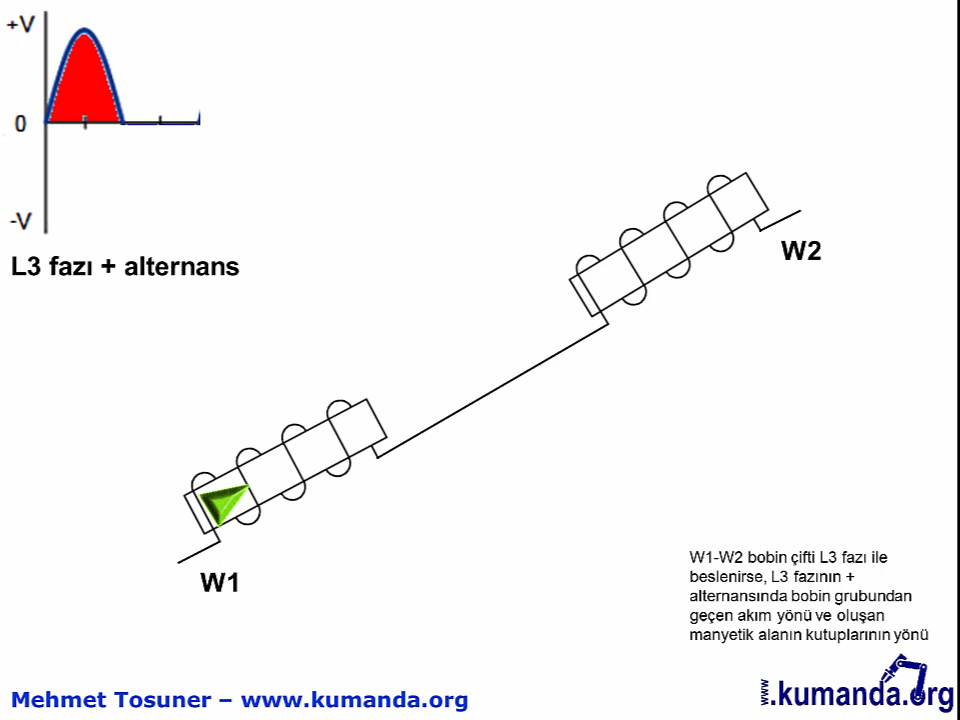 +V
0
-V
L3 fazı + alternans
W2
W1
W1-W2 bobin çifti L3 fazı ile
beslenirse, L3 fazının +
alternansında bobin grubundan
geçen akım yönü ve oluşan
manyetik alanın kutuplarının yönü
Mehmet Tosuner – www.kumanda.org
www.kumanda.org